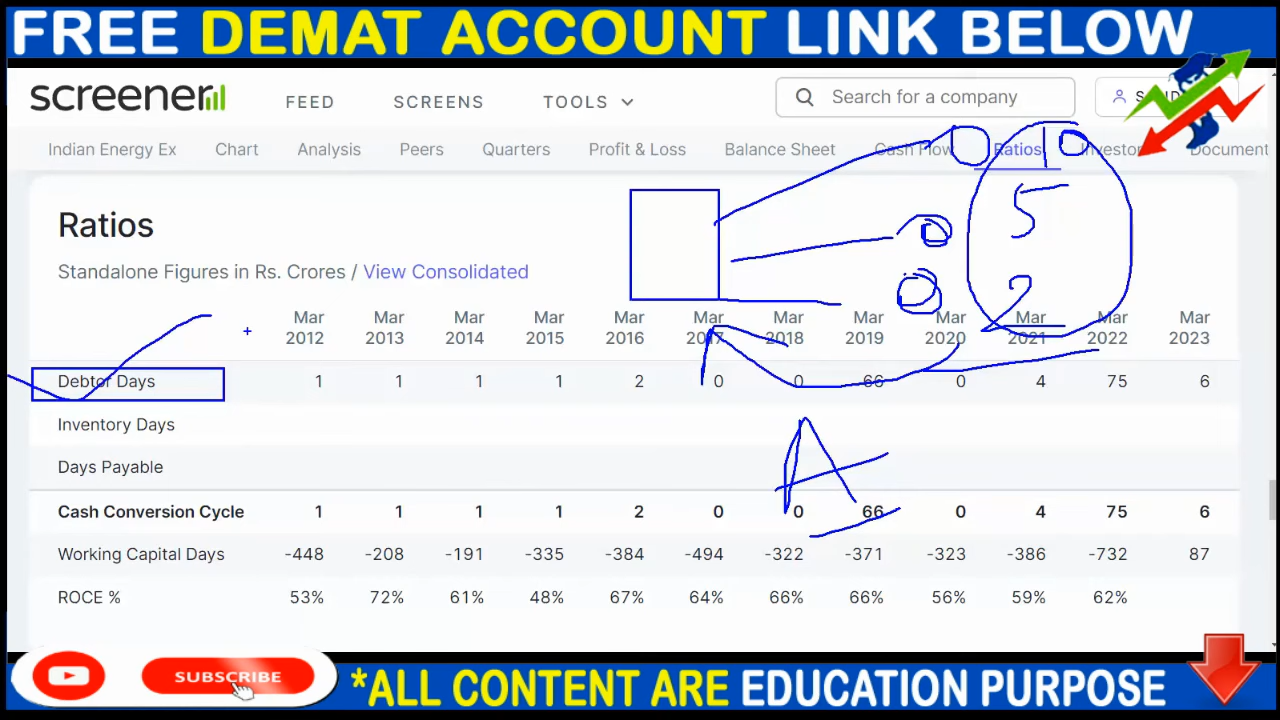 FREE DEMAT ACCOUNT LINK BELOW
screener
FEED SCREENS TOOLS
Search for a company
Indian Energy Ex Chart Analysis Peers Quarters Profit & Loss Balance Sheet Cash Flow Ratios Investors Document
Ratios
10
5
2
Standalone Figures in Rs. Crores / View Consolidated
Mar Mar Mar Mar Mar Mar Mar Mar Mar Mar Mar Mar
2012 2013 2014 2015 2016 2017 2018 2019 2020 2021 2022 2023
Debtor Days 1 1 1 1 2 0 0 66 0 4 75 6
Inventory Days
Days Payable
A
Cash Conversion Cycle 1 1 1 1 2 0 0 66 0 4 75 6
Working Capital Days -448 -208 -191 -335 -384 -494 -322 -371 -323 -386 -732 87
ROCE % 53% 72% 61% 48% 67% 64% 66% 66% 56% 59% 62%
SUBSCRIBE
*ALL CONTENT ARE EDUCATION PURPOSE